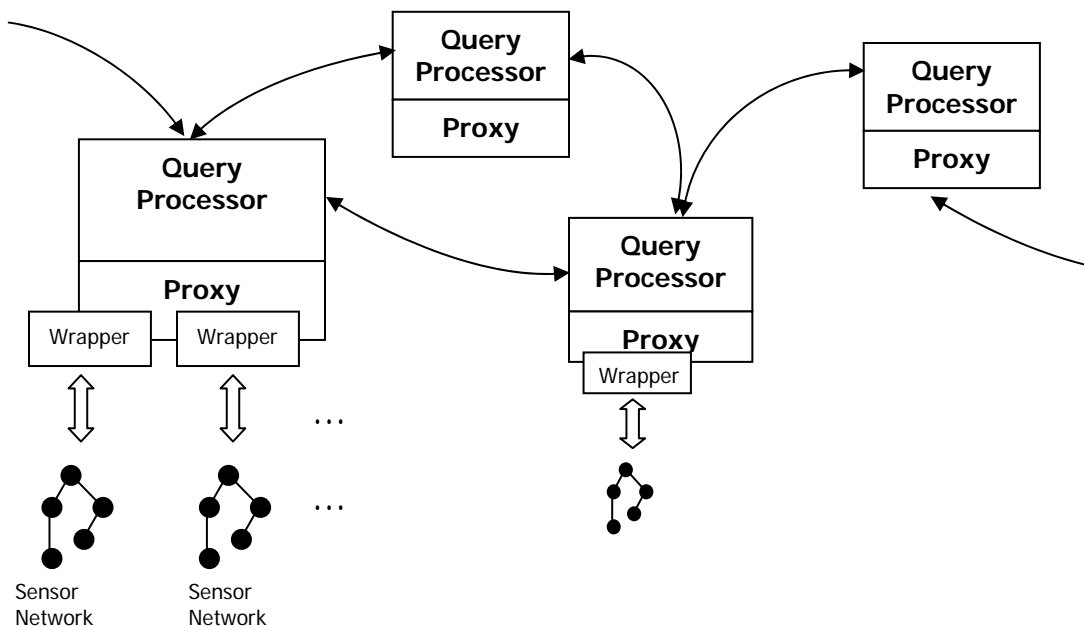 Query
Processor
Proxy
Query
Processor
Proxy
Query
Processor
Proxy
Wrapper
Wrapper
Query
Processor
Proxy
Wrapper
...
...
Sensor
Network
Sensor
Network